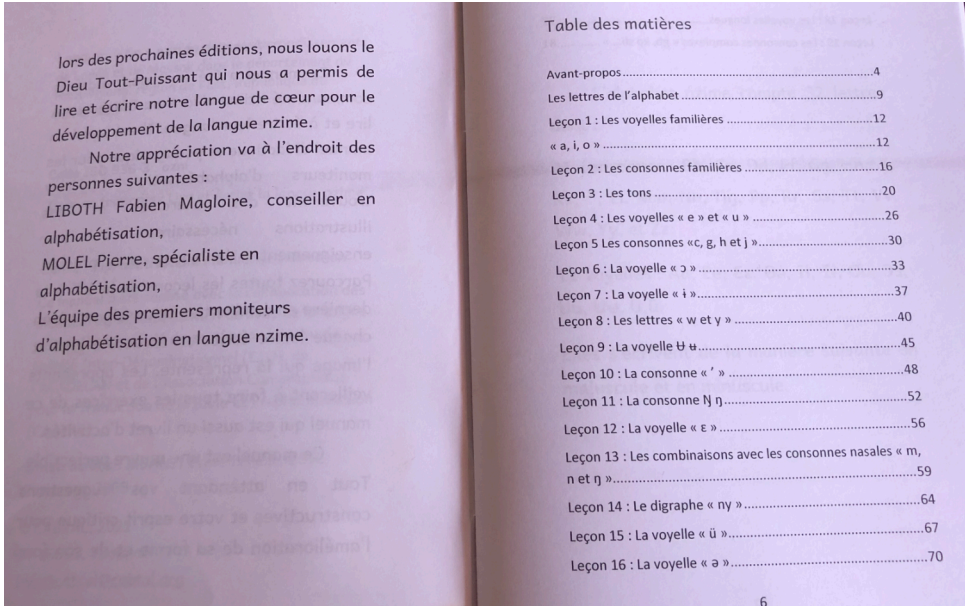 lors des prochaines éditions, nous louons le
Dieu Tout-Puissant qui nous a permis de
lire et écrire notre langue de cœur pour le
développement de la langue nzime.
Notre appréciation va à l'endroit des
personnes suivantes :
LIBOTH Fabien Magloire, conseiller en
alphabétisation,
MOLEL Pierre, spécialiste en
alphabétisation,
L'équipe des premiers moniteurs
d'alphabétisation en langue nzime.
Table des matières
Avant-propos....................4
Les lettres de l'alphabet....................9
Leçon 1 : Les voyelles familières....................12
« a, i, o »....................12
Leçon 2 : Les consonnes familières....................16
Leçon 3 : Les tons....................20
Leçon 4 : Les voyelles « e » et « u »....................26
Leçon 5 Les consonnes «c, g, h et j »....................30
Leçon 6 : La voyelle « ɔ »....................33
Leçon 7 : La voyelle « ɨ »....................37
Leçon 8 : Les lettres « w et y »....................40
Leçon 9 : La voyelle Ʉ ʉ....................45
Leçon 10 : La consonne « ʼ »....................48
Leçon 11 : La consonne Ŋ ŋ....................52
Leçon 12 : La voyelle « ɛ »....................56
Leçon 13 : Les combinaisons avec les consonnes nasales « m,
n et ŋ »....................59
Leçon 14 : Le digraphe « ny »....................64
Leçon 15 : La voyelle « ü »....................67
Leçon 16 : La voyelle « ə »....................70
6